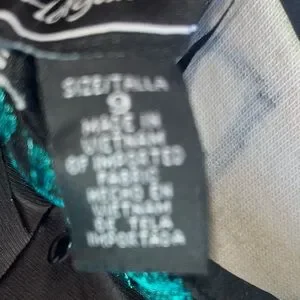 SIZE/TALLA
9
MADE IN
VIETNAM
OF IMPORTED
FABRIC
HECHO EN
VIETNAM
DE TELA
IMPORTADA